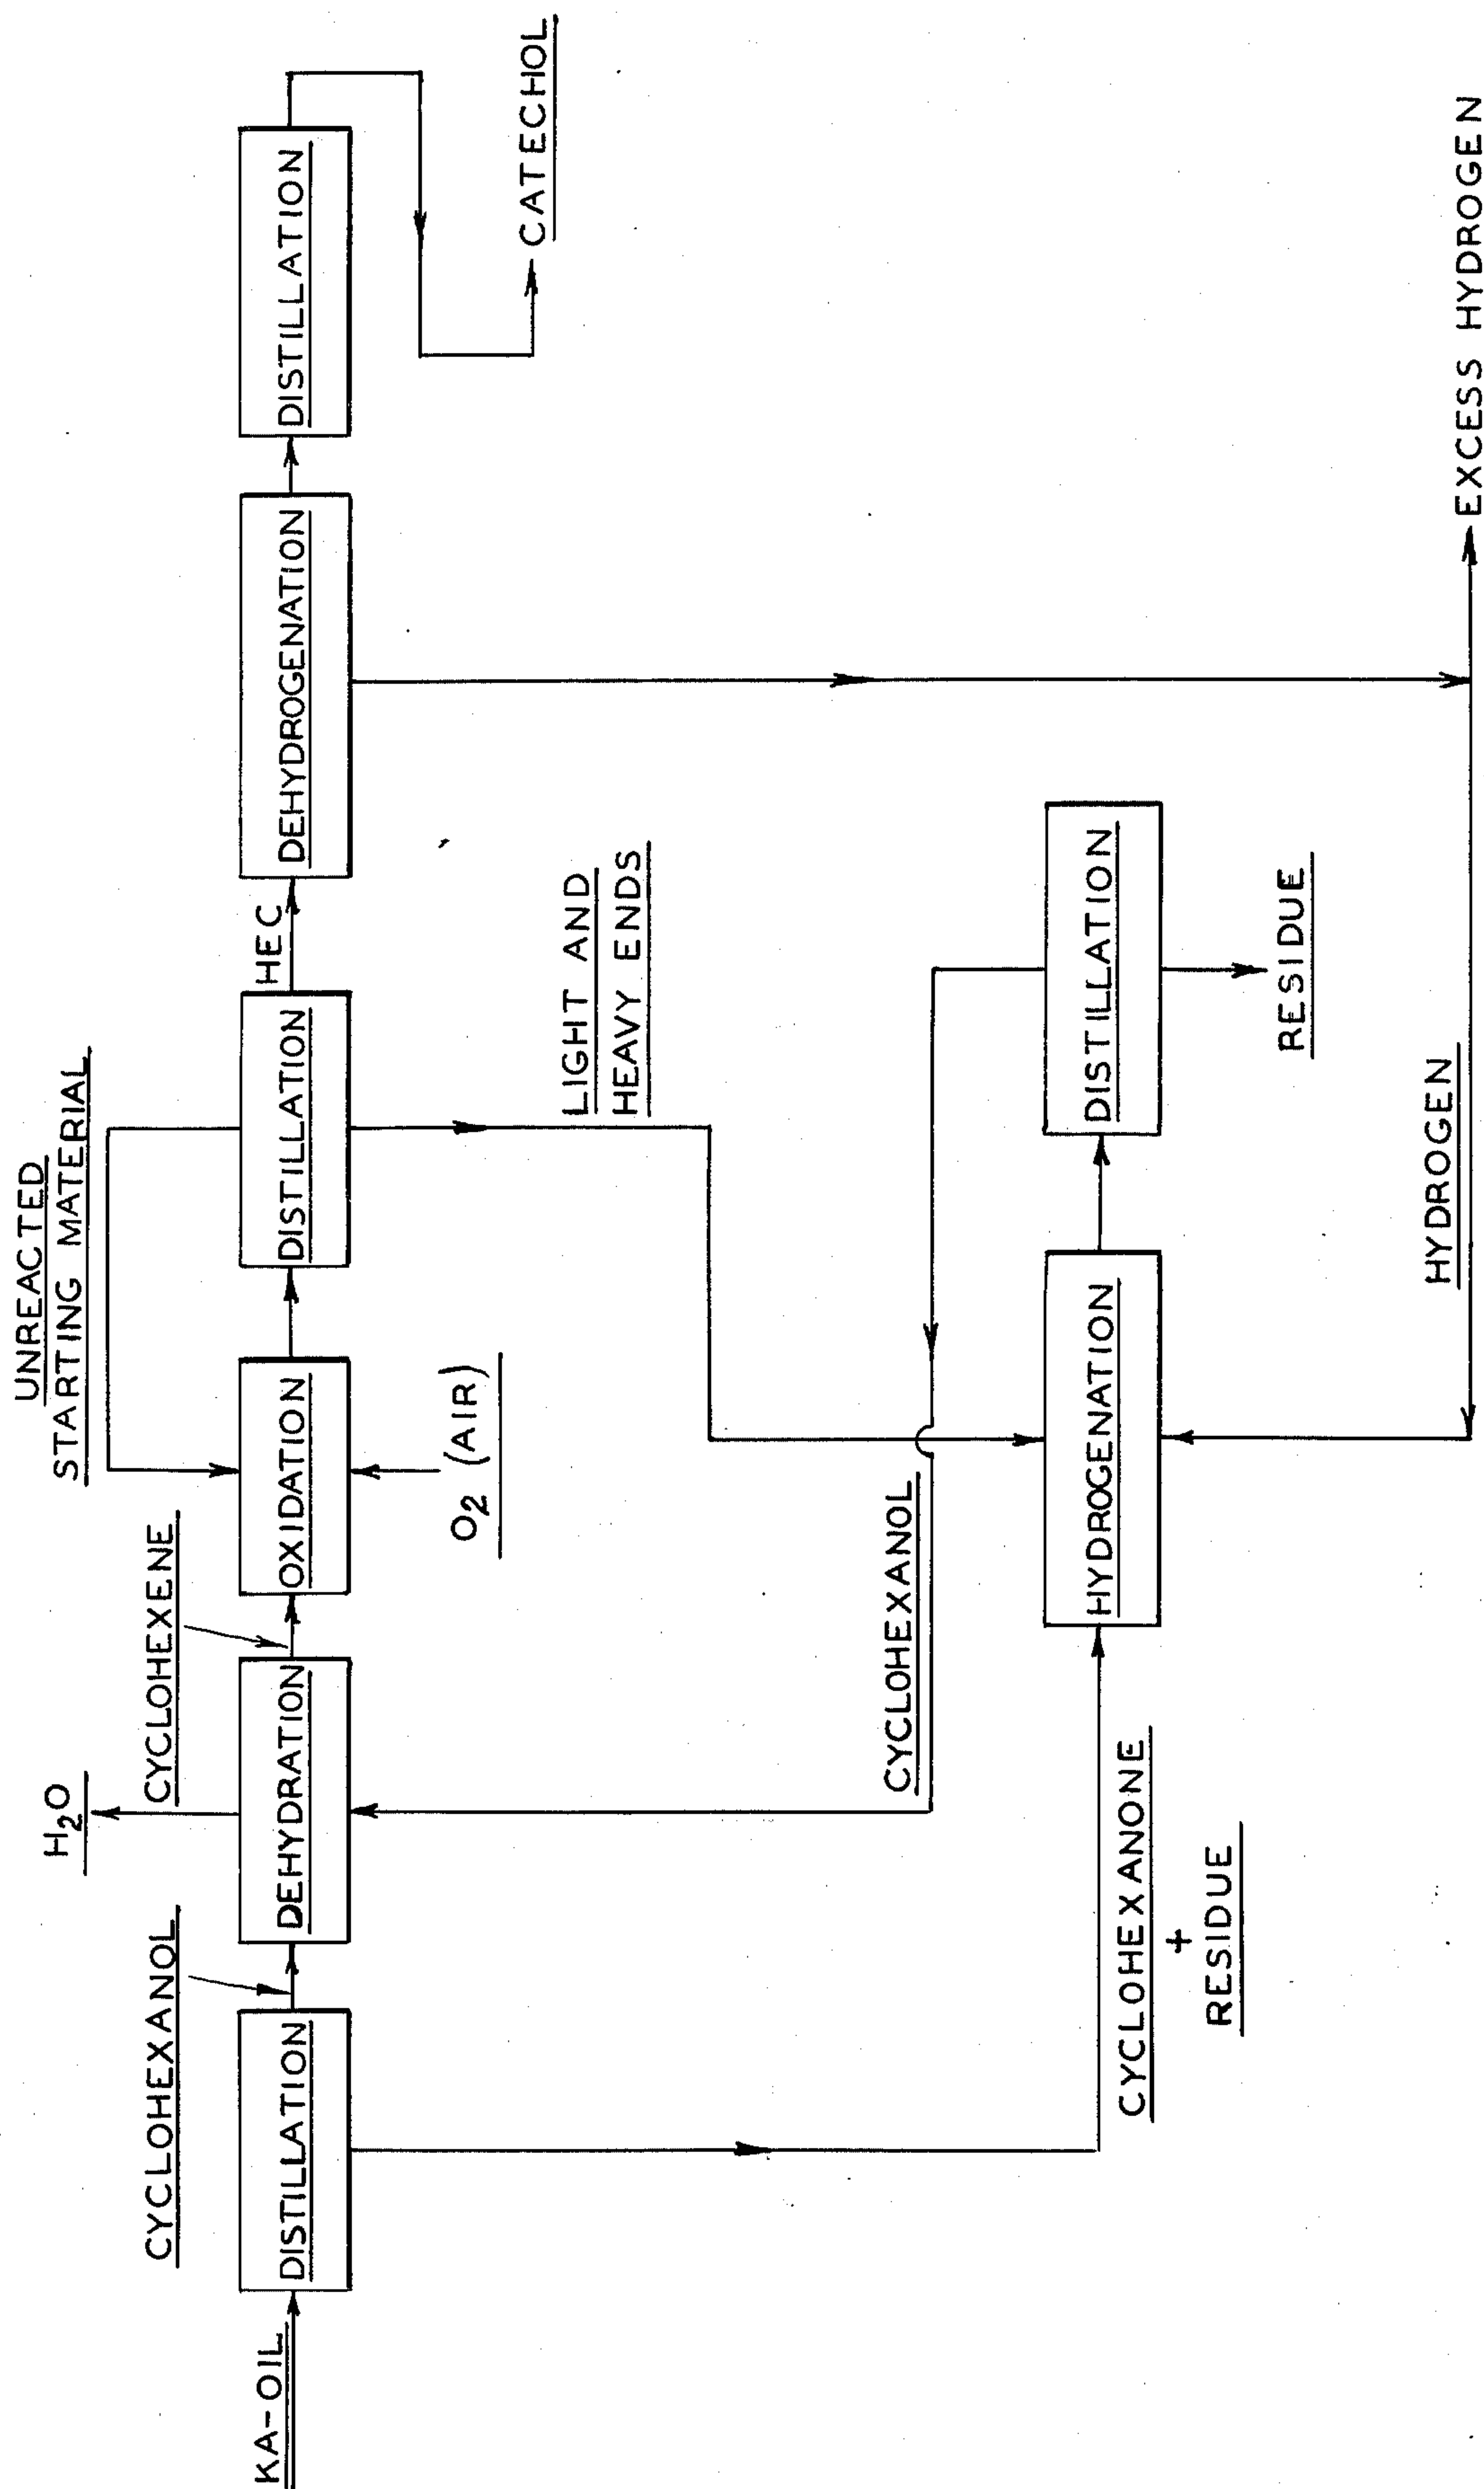 KA-OIL
DISTILLATION
CYCLOHEXANOL
DEHYDRATION
H2O
CYCLOHEXENE
OXIDATION
O2 (AIR)
UNREACTED
STARTING MATERIAL
DISTILLATION
HEC
DEHYDROGENATION
DISTILLATION
CATECHOL
LIGHT AND
HEAVY ENDS
CYCLOHEXANOL
CYCLOHEXANONE
+
RESIDUE
HYDROGENATION
DISTILLATION
RESIDUE
HYDROGEN
EXCESS HYDROGEN